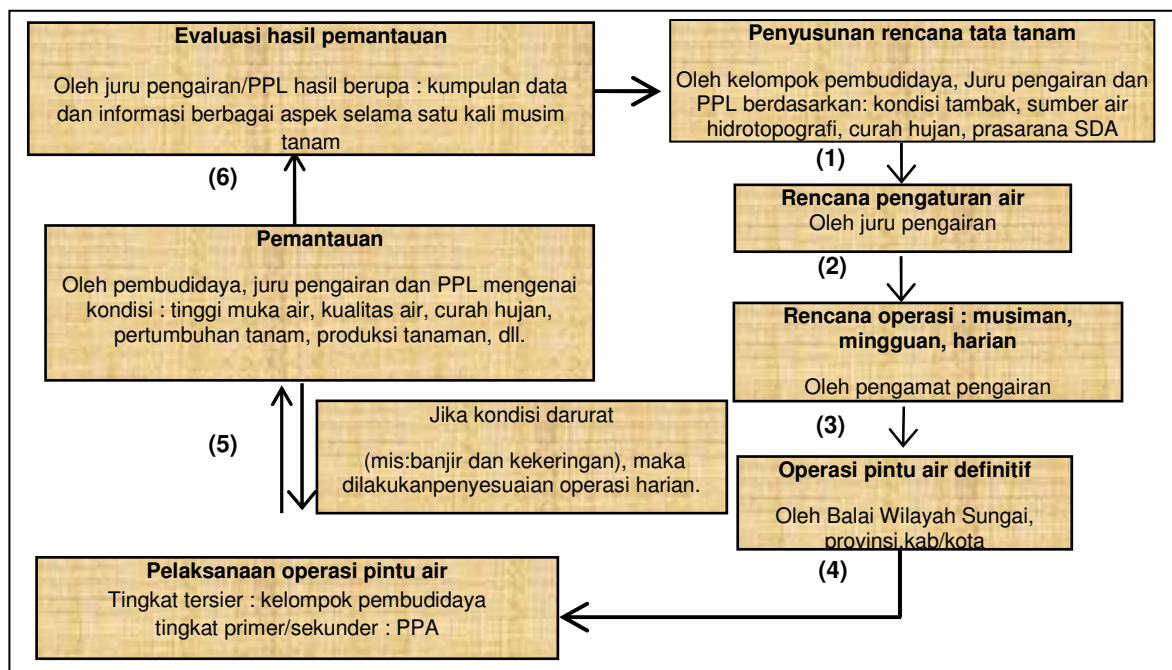 Evaluasi hasil pemantauan
Oleh juru pengairan/PPL hasil berupa : kumpulan data
dan informasi berbagai aspek selama satu kali musim
tanam
Penyusunan rencana tata tanam
Oleh kelompok pembudidaya, Juru pengairan dan
PPL berdasarkan: kondisi tambak, sumber air
hidrotopografi, curah hujan, prasarana SDA
(1)
Rencana pengaturan air
Oleh juru pengairan
(2)
Rencana operasi : musiman,
mingguan, harian
Oleh pengamat pengairan
(3)
Operasi pintu air definitif
Oleh Balai Wilayah Sungai,
provinsi,kab/kota
(4)
Pelaksanaan operasi pintu air
Tingkat tersier : kelompok pembudidaya
tingkat primer/sekunder : PPA
(5)
Jika kondisi darurat
(mis:banjir dan kekeringan), maka
dilakukanpenyesuaian operasi harian.
Pemantauan
Oleh pembudidaya, juru pengairan dan PPL mengenai
kondisi : tinggi muka air, kualitas air, curah hujan,
pertumbuhan tanam, produksi tanaman, dll.
(6)